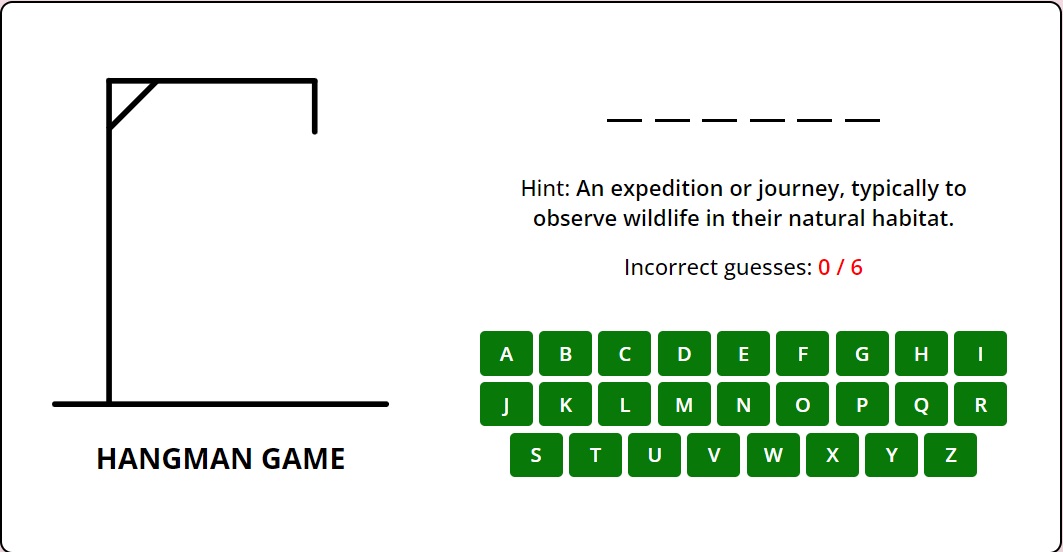 Hint: An expedition or journey, typically to
observe wildlife in their natural habitat.
Incorrect guesses: 0 / 6
A B C D E F G H I
J K L M N O P Q R
S T U V W X Y Z
HANGMAN GAME